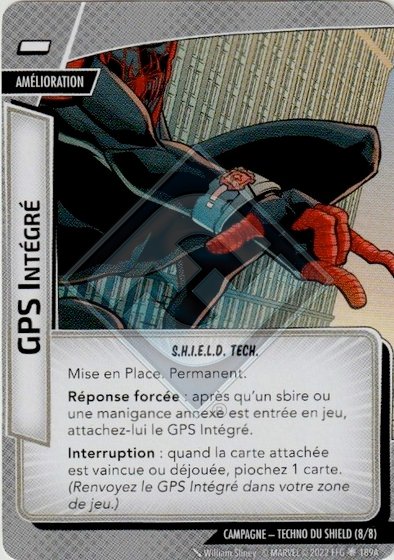 AMÉLIORATION
GPS INTÉGRÉ
S.H.I.E.L.D. TECH.
Mise en Place. Permanent.
Réponse forcée : après qu'un sbire ou
une manigance annexe est entrée en jeu,
attachez-lui le GPS Intégré.
Interruption : quand la carte attachée
est vaincue ou déjouée, piochez 1 carte.
(Renvoyez le GPS Intégré dans votre zone
de jeu.)
CAMPAGNE – TECHNO DU SHIELD (8/8)
William Sliney © MARVEL © 2022 FFG 189A